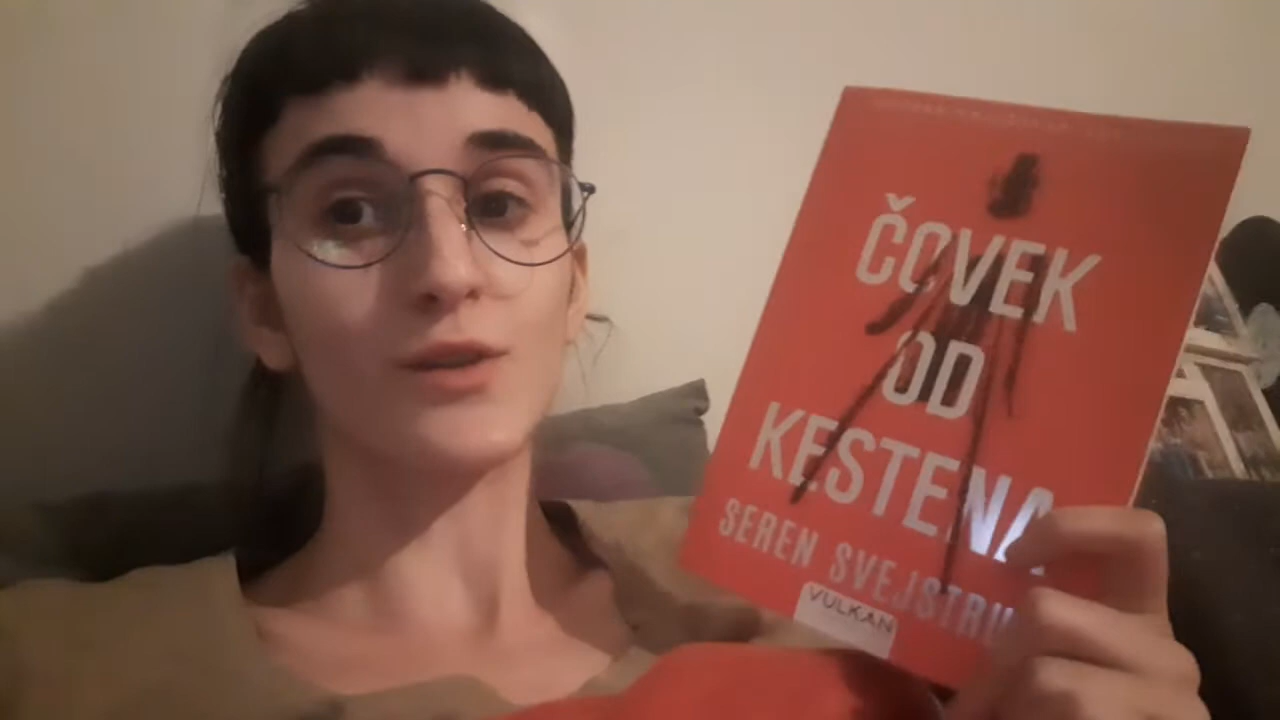 ČOVEK
OD
KESTENA
SEREN SVEJSTRU
VULKAN